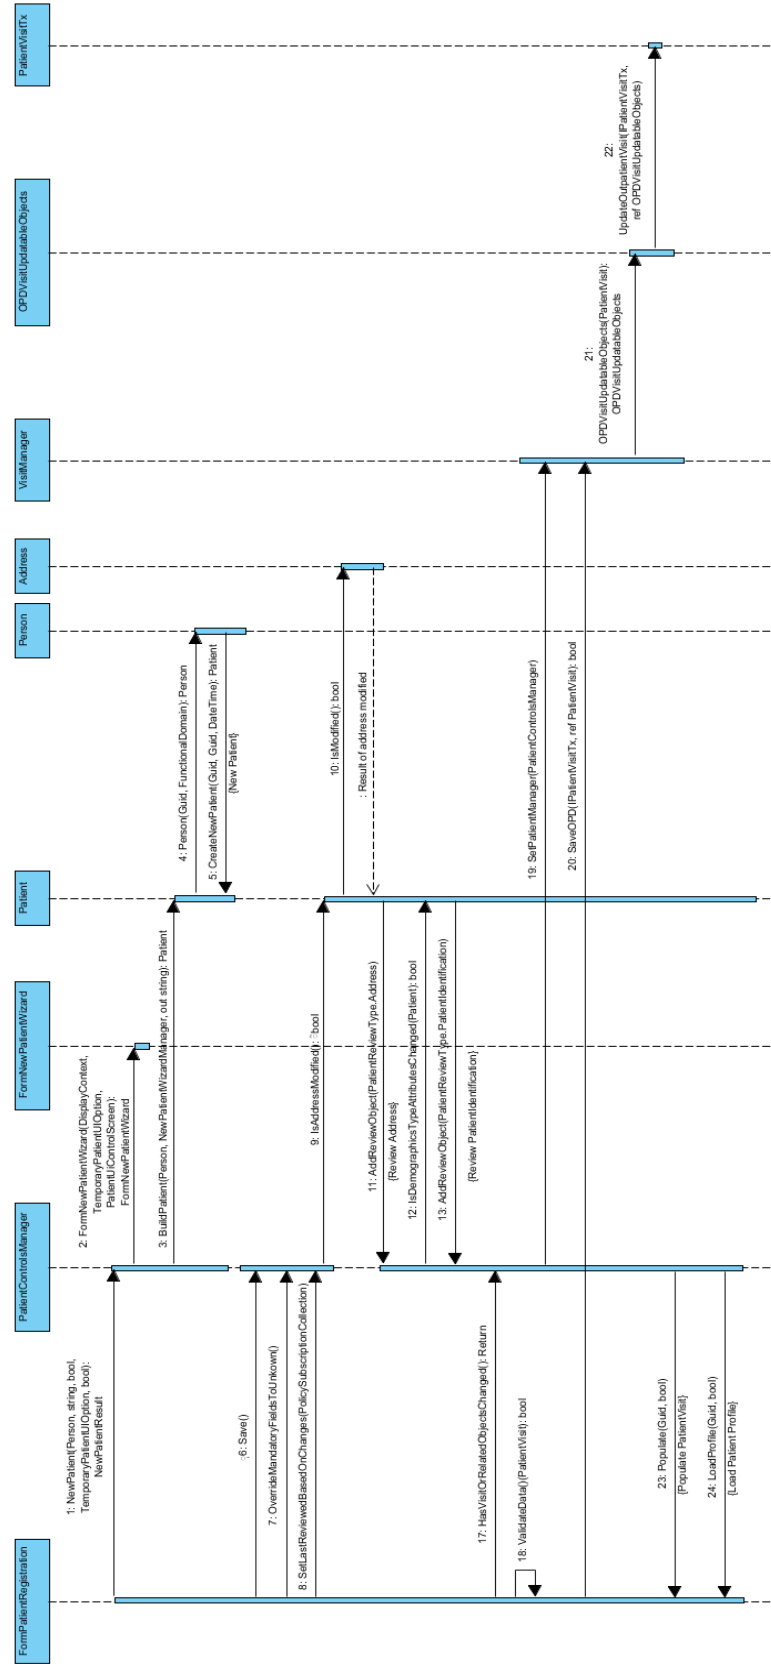 FormPatientRegistration
PatientControlsManager
FormNewPatientWizard
Patient
Person
Address
VisitManager
OPDVisitUpdatableObjects
PatientVisitTx
1: NewPatient(Person, string, bool,
TemporaryPatientUIOption, bool):
NewPatientResult
2: FormNewPatientWizard(DisplayContext,
TemporaryPatientUIOption,
PatientUiControlScreen):
FormNewPatientWizard
3: BuildPatient(Person, NewPatientWizardManager, out string): Patient
4: Person(Guid, FunctionalDomain): Person
5: CreateNewPatient(Guid, Guid, DateTime): Patient
{New Patient}
6: Save()
7: OverrideMandatoryFieldsToUnkown()
8: SetLastReviewedBasedOnChanges(PolicySubscriptionCollection)
9: IsAddressModified(): bool
10: IsModified(): bool
: Result of address modified
11: AddReviewObject(PatientReviewType.Address)
{Review Address}
12: IsDemographicsTypeAttributesChanged(Patient): bool
13: AddReviewObject(PatientReviewType.PatientIdentification)
{Review PatientIdentification}
17: HasVisitOrRelatedObjectsChanged(): Return
18: ValidateData()(PatientVisit): bool
19: SetPatientManager(PatientControlsManager)
20: SaveOPD(IPatientVisitTx, ref PatientVisit): bool
21:
OPDVisitUpdatableObjects(PatientVisit):
OPDVisitUpdatableObjects
22:
UpdateOutpatientVisit(IPatientVisitTx,
ref OPDVisitUpdatableObjects)
23: Populate(Guid, bool)
{Populate PatientVisit}
24: LoadProfile(Guid, bool)
{Load Patient Profile}